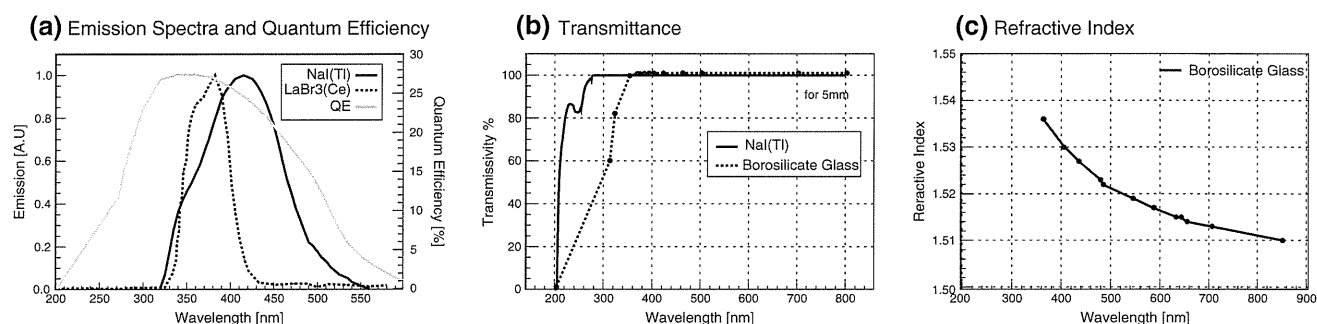 (a) Emission Spectra and Quantum Efficiency
Emission [A.U]
1.0
0.8
0.6
0.4
0.2
0.0
NaI(Tl)
LaBr3(Ce)
QE
30
25
20
15
10
5
0
Quantum Efficiency [%]
200 250 300 350 400 450 500 550
Wavelength [nm]
(b) Transmittance
Transmissivity %
100
80
60
40
20
0
for 5mm
NaI(Tl)
Borosilicate Glass
200 300 400 500 600 700 800
Wavelength [nm]
(c) Refractive Index
Reractive Index
1.55
1.54
1.53
1.52
1.51
1.50
Borosilicate Glass
200 300 400 500 600 700 800 900
Wavelength [nm]